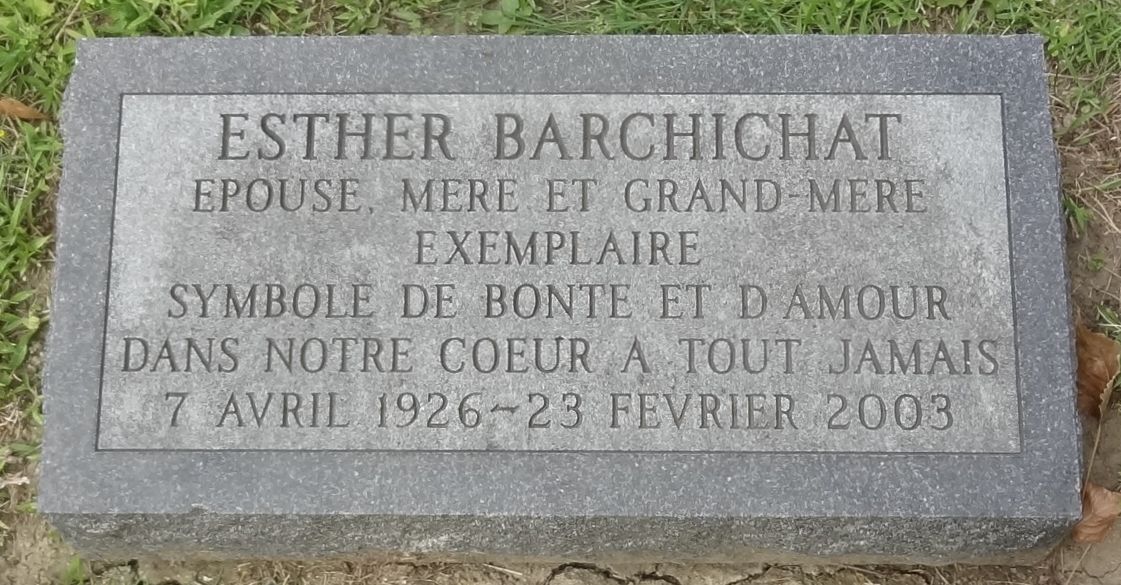 ESTHER BARCHICHAT
EPOUSE, MERE ET GRAND-MERE
EXEMPLAIRE
SYMBOLE DE BONTE ET D'AMOUR
DANS NOTRE COEUR A TOUT JAMAIS
7 AVRIL 1926~23 FEVRIER 2003